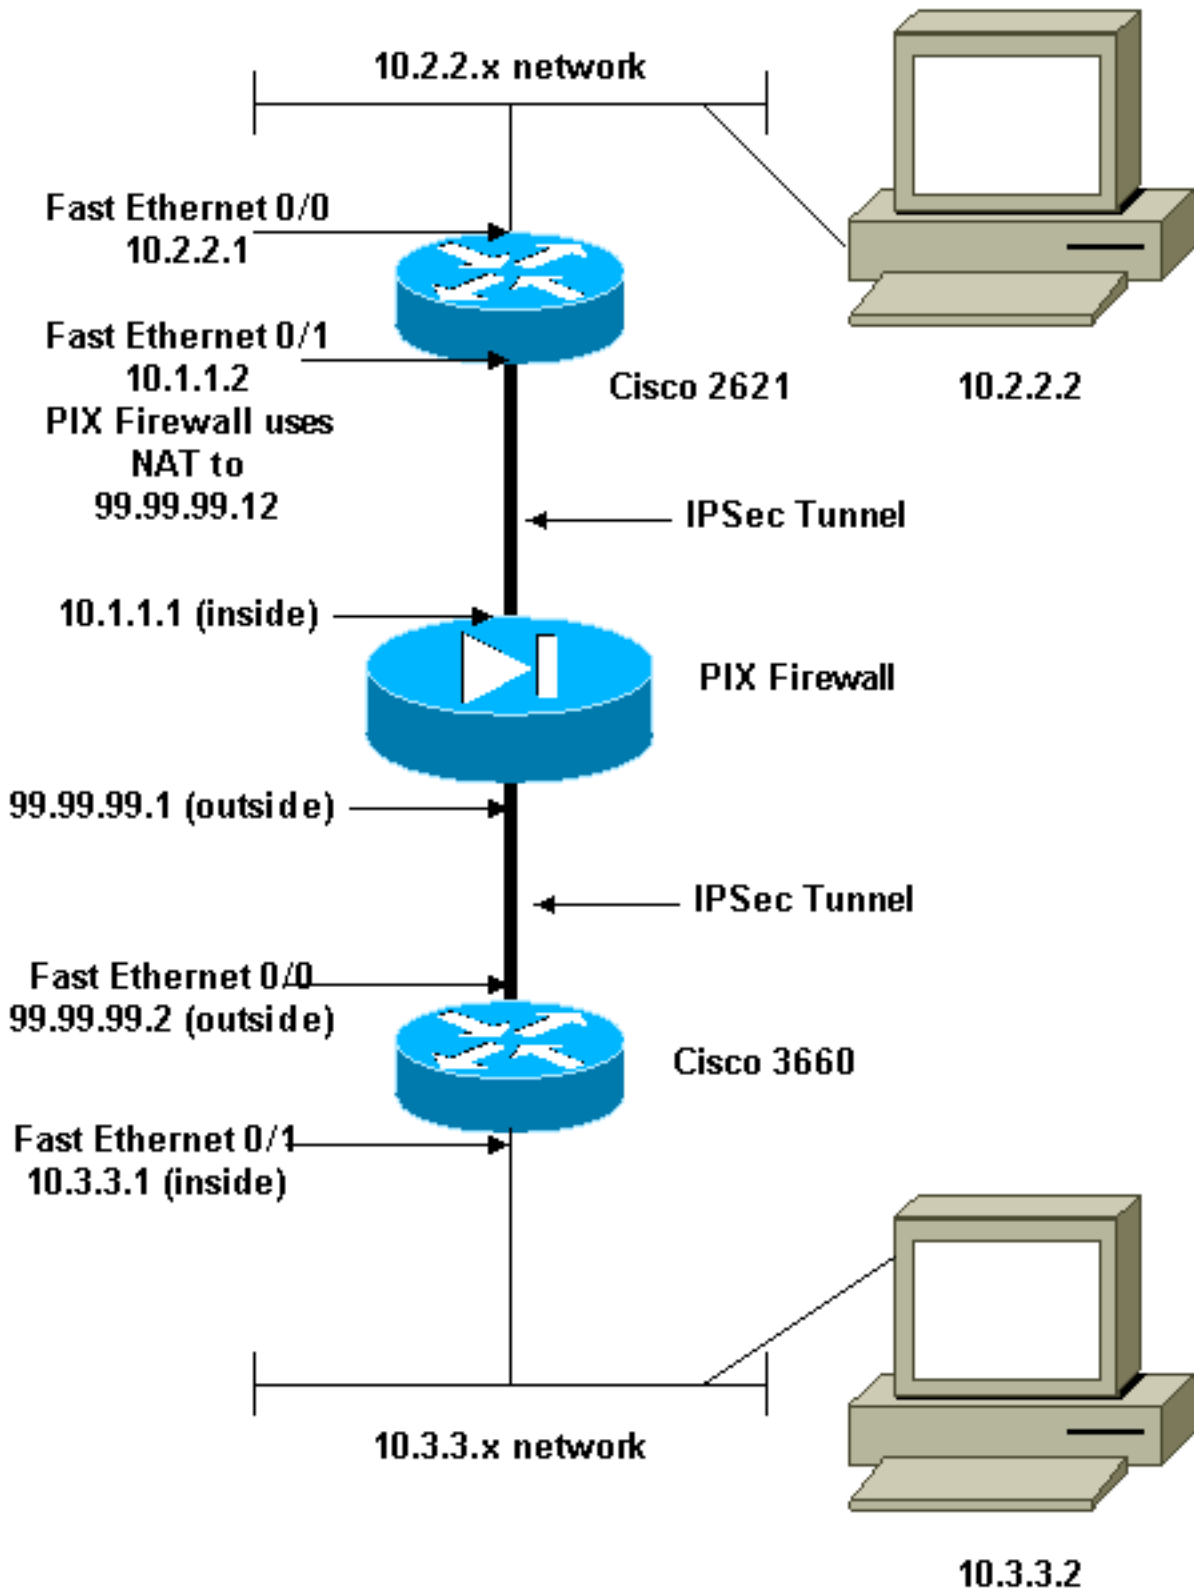 10.2.2.x network
Fast Ethernet 0/0
10.2.2.1
Fast Ethernet 0/1
10.1.1.2
PIX Firewall uses
NAT to
99.99.99.12
Cisco 2621
10.2.2.2
IPSec Tunnel
10.1.1.1 (inside)
PIX Firewall
99.99.99.1 (outside)
IPSec Tunnel
Fast Ethernet 0/0
99.99.99.2 (outside)
Cisco 3660
Fast Ethernet 0/1
10.3.3.1 (inside)
10.3.3.x network
10.3.3.2